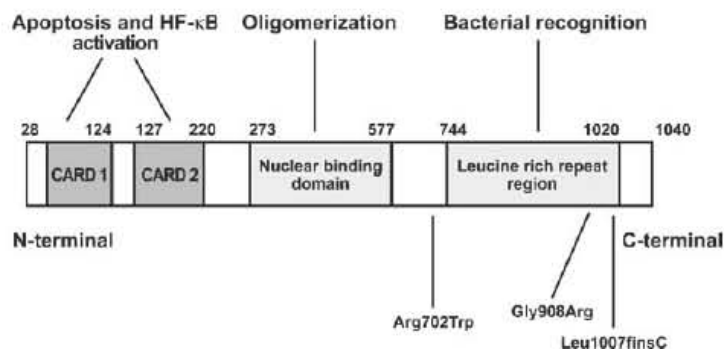 Apoptosis and HF-κB
activation
Oligomerization
Bacterial recognition
28
124
127
220
273
577
744
1020
1040
CARD 1
CARD 2
Nuclear binding
domain
Leucine rich repeat
region
N-terminal
C-terminal
Arg702Trp
Gly908Arg
Leu1007finsC